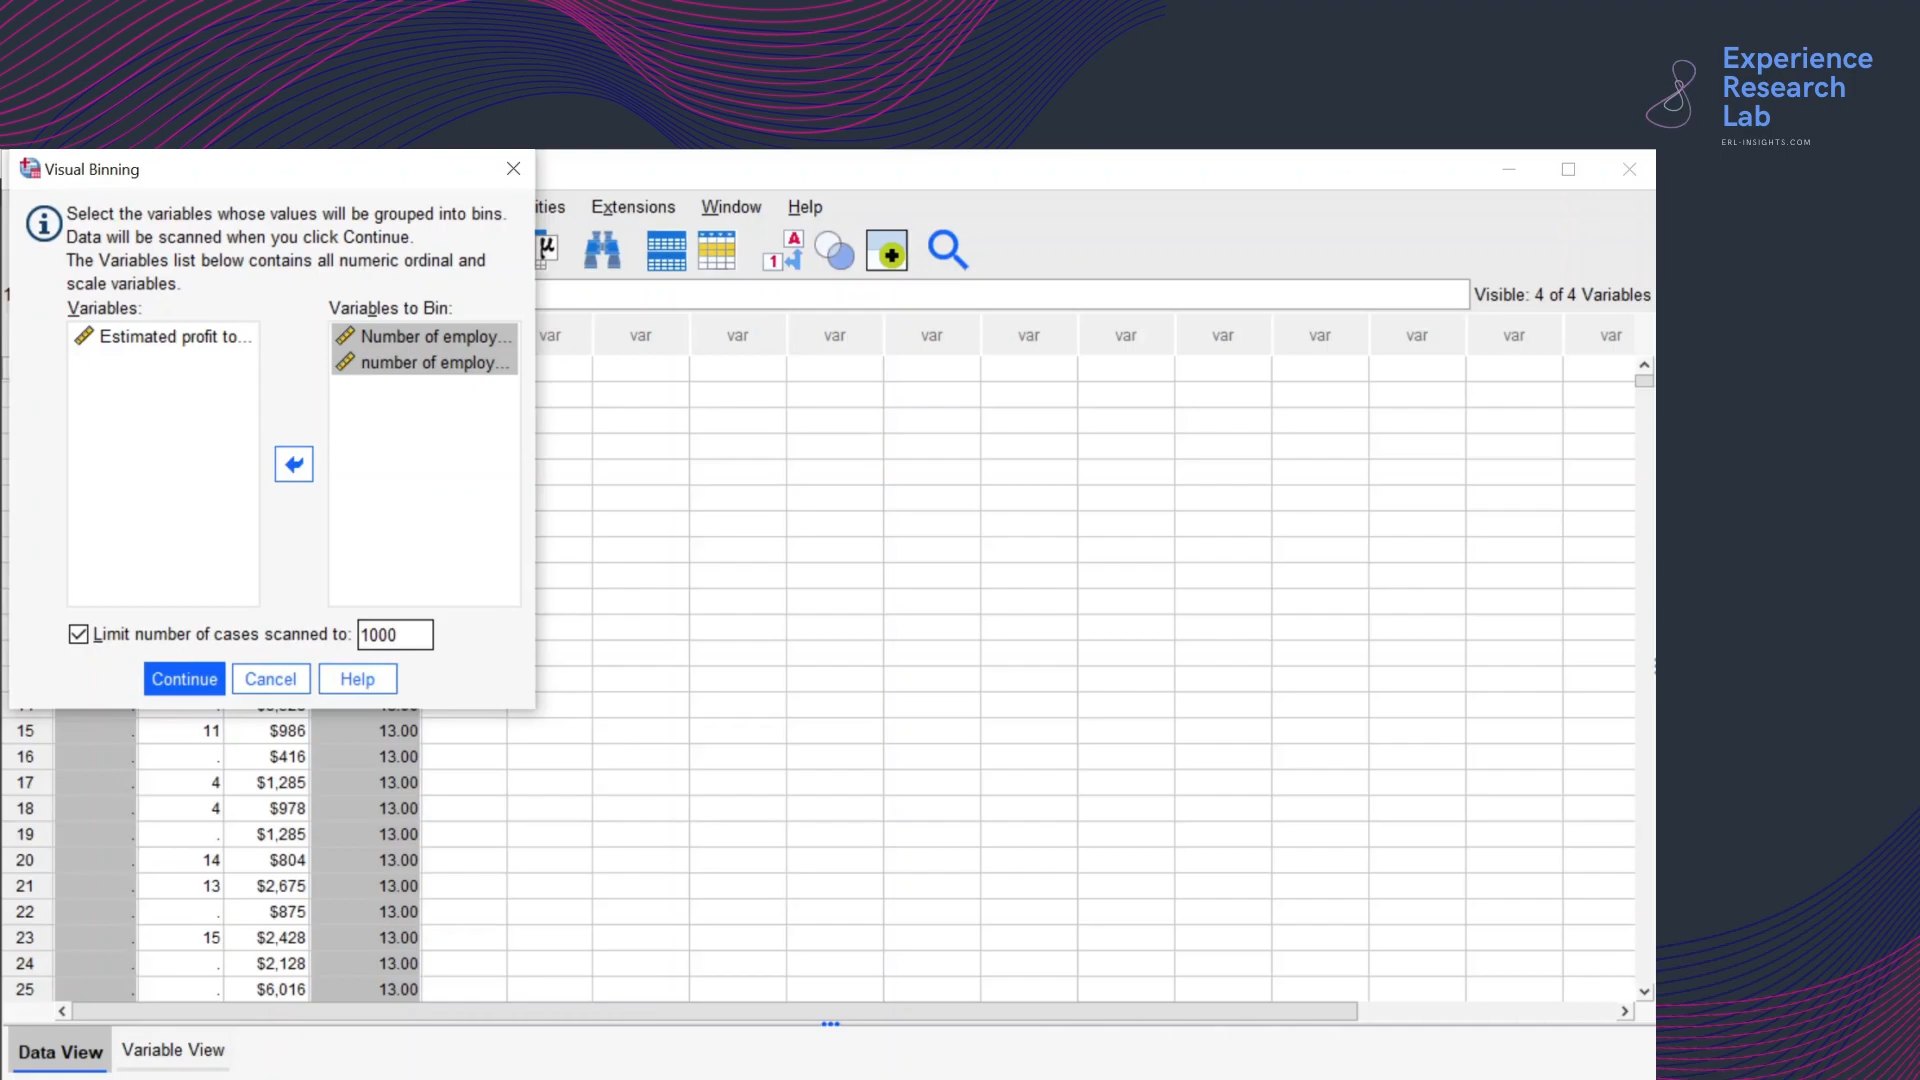 Experience
Research
Lab
ERL-INSIGHTS.COM
Visual Binning
Select the variables whose values will be grouped into bins.
Data will be scanned when you click Continue.
The Variables list below contains all numeric ordinal and
scale variables.
Variables:
Variables to Bin:
Estimated profit to...
Number of employ...
number of employ...
Limit number of cases scanned to: 1000
Continue Cancel Help
ities Extensions Window Help
A
1
Visible: 4 of 4 Variables
var var var var var var var var var var var var
15 . 11 $986 13.00
16 . . $416 13.00
17 . 4 $1,285 13.00
18 . 4 $978 13.00
19 . . $1,285 13.00
20 . 14 $804 13.00
21 . 13 $2,675 13.00
22 . . $875 13.00
23 . 15 $2,428 13.00
24 . . $2,128 13.00
25 . . $6,016 13.00
Data View Variable View